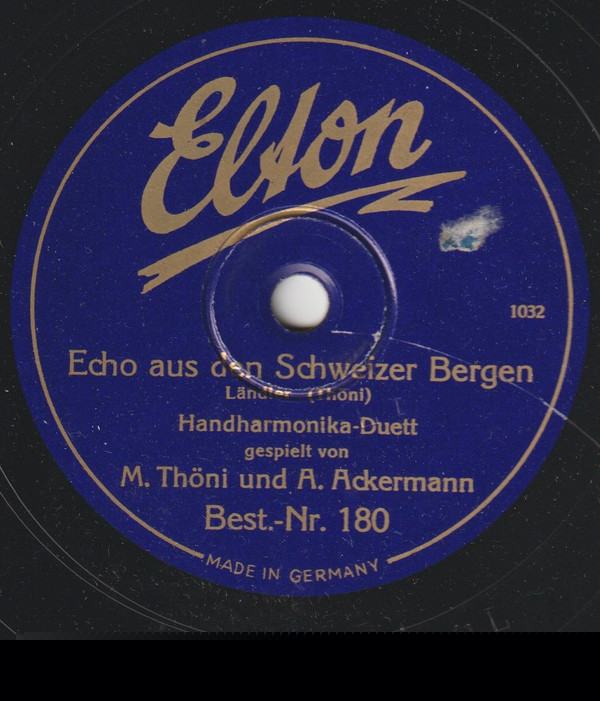 Elton
1032
Echo aus den Schweizer Bergen
Ländler (Thöni)
Handharmonika-Duett
gespielt von
M. Thöni und A. Ackermann
Best.-Nr. 180
MADE IN GERMANY